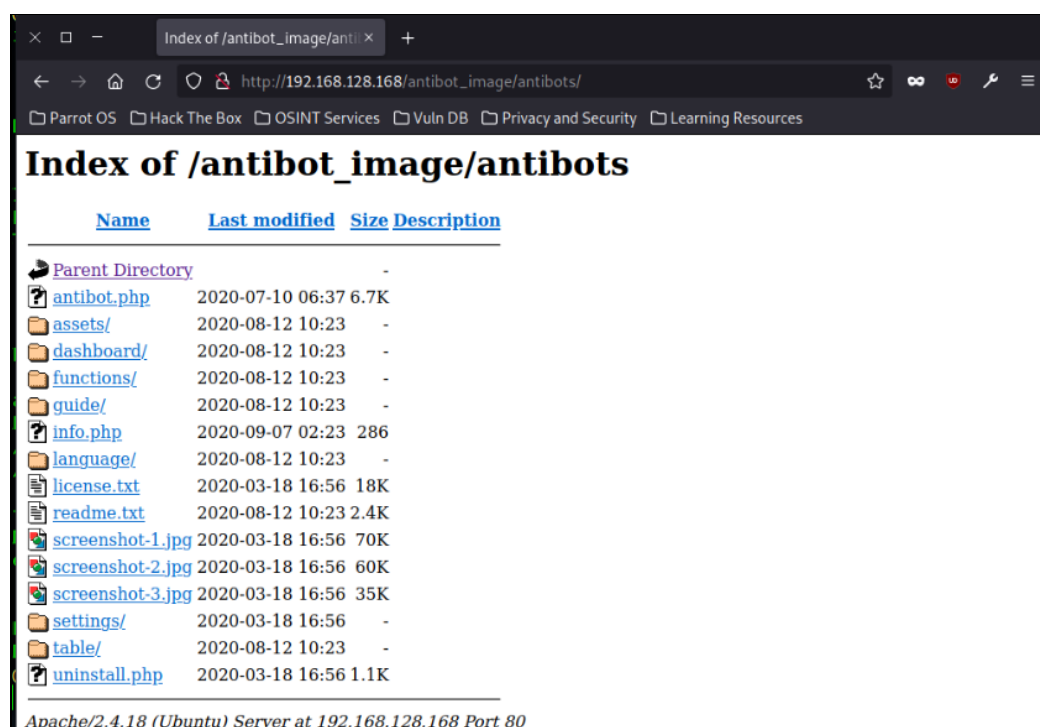 Index of /antibot_image/anti
http://192.168.128.168/antibot_image/antibots/
Parrot OS Hack The Box OSINT Services Vuln DB Privacy and Security Learning Resources
Index of /antibot_image/antibots
Name Last modified Size Description
Parent Directory -
antibot.php 2020-07-10 06:37 6.7K
assets/ 2020-08-12 10:23 -
dashboard/ 2020-08-12 10:23 -
functions/ 2020-08-12 10:23 -
guide/ 2020-08-12 10:23 -
info.php 2020-09-07 02:23 286
language/ 2020-08-12 10:23 -
license.txt 2020-03-18 16:56 18K
readme.txt 2020-08-12 10:23 2.4K
screenshot-1.jpg 2020-03-18 16:56 70K
screenshot-2.jpg 2020-03-18 16:56 60K
screenshot-3.jpg 2020-03-18 16:56 35K
settings/ 2020-03-18 16:56 -
table/ 2020-08-12 10:23 -
uninstall.php 2020-03-18 16:56 1.1K
Apache/2.4.18 (Ubuntu) Server at 192.168.128.168 Port 80